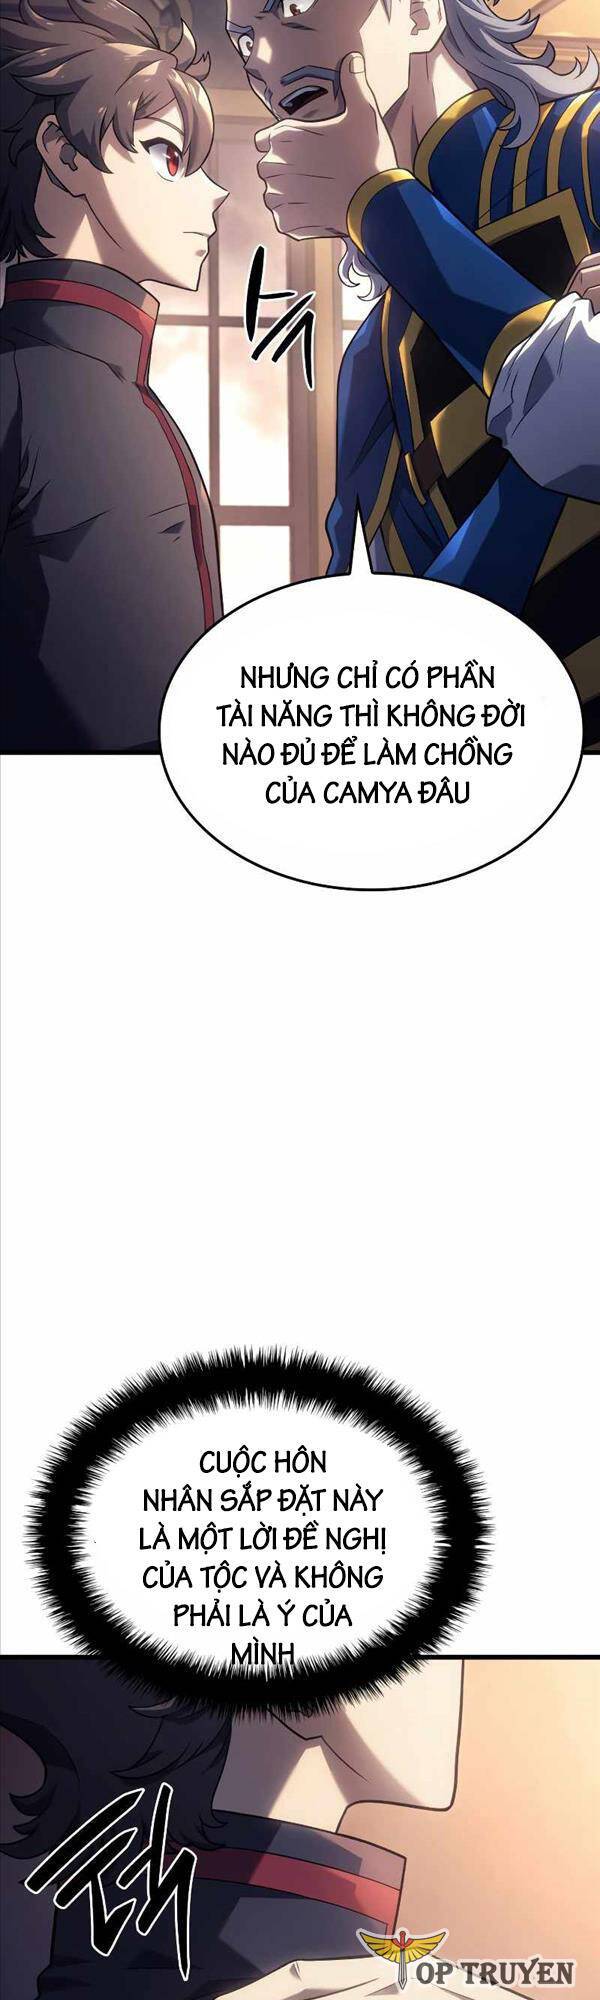 NHƯNG CHỈ CÓ PHẦN
TÀI NĂNG THÌ KHÔNG ĐỜI
NÀO ĐỦ ĐỂ LÀM CHỒNG
CỦA CAMYA ĐÂU
CUỘC HÔN
NHÂN SẮP ĐẶT NÀY
LÀ MỘT LỜI ĐỀ NGHỊ
CỦA TỘC VÀ KHÔNG
PHẢI LÀ Ý CỦA
MÌNH
TOP TRUYEN